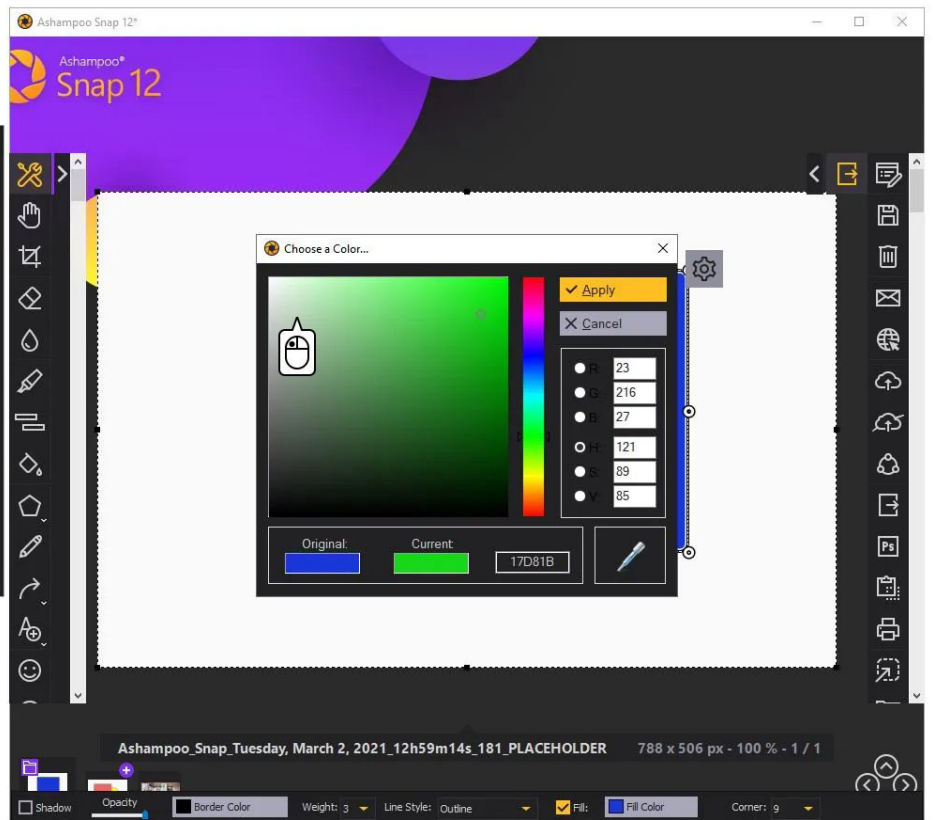 Ashampoo Snap 12*
Ashampoo®
Snap 12
Choose a Color...
Apply
Cancel
R: 23
G: 216
B: 27
H: 121
S: 89
V: 85
Original:
Current:
17D81B
Ps
Ashampoo_Snap_Tuesday, March 2, 2021_12h59m14s_181_PLACEHOLDER 788 x 506 px - 100 % - 1 / 1
Shadow Opacity Border Color Weight: 3 Line Style: Outline Fill: Fill Color Corner: 9